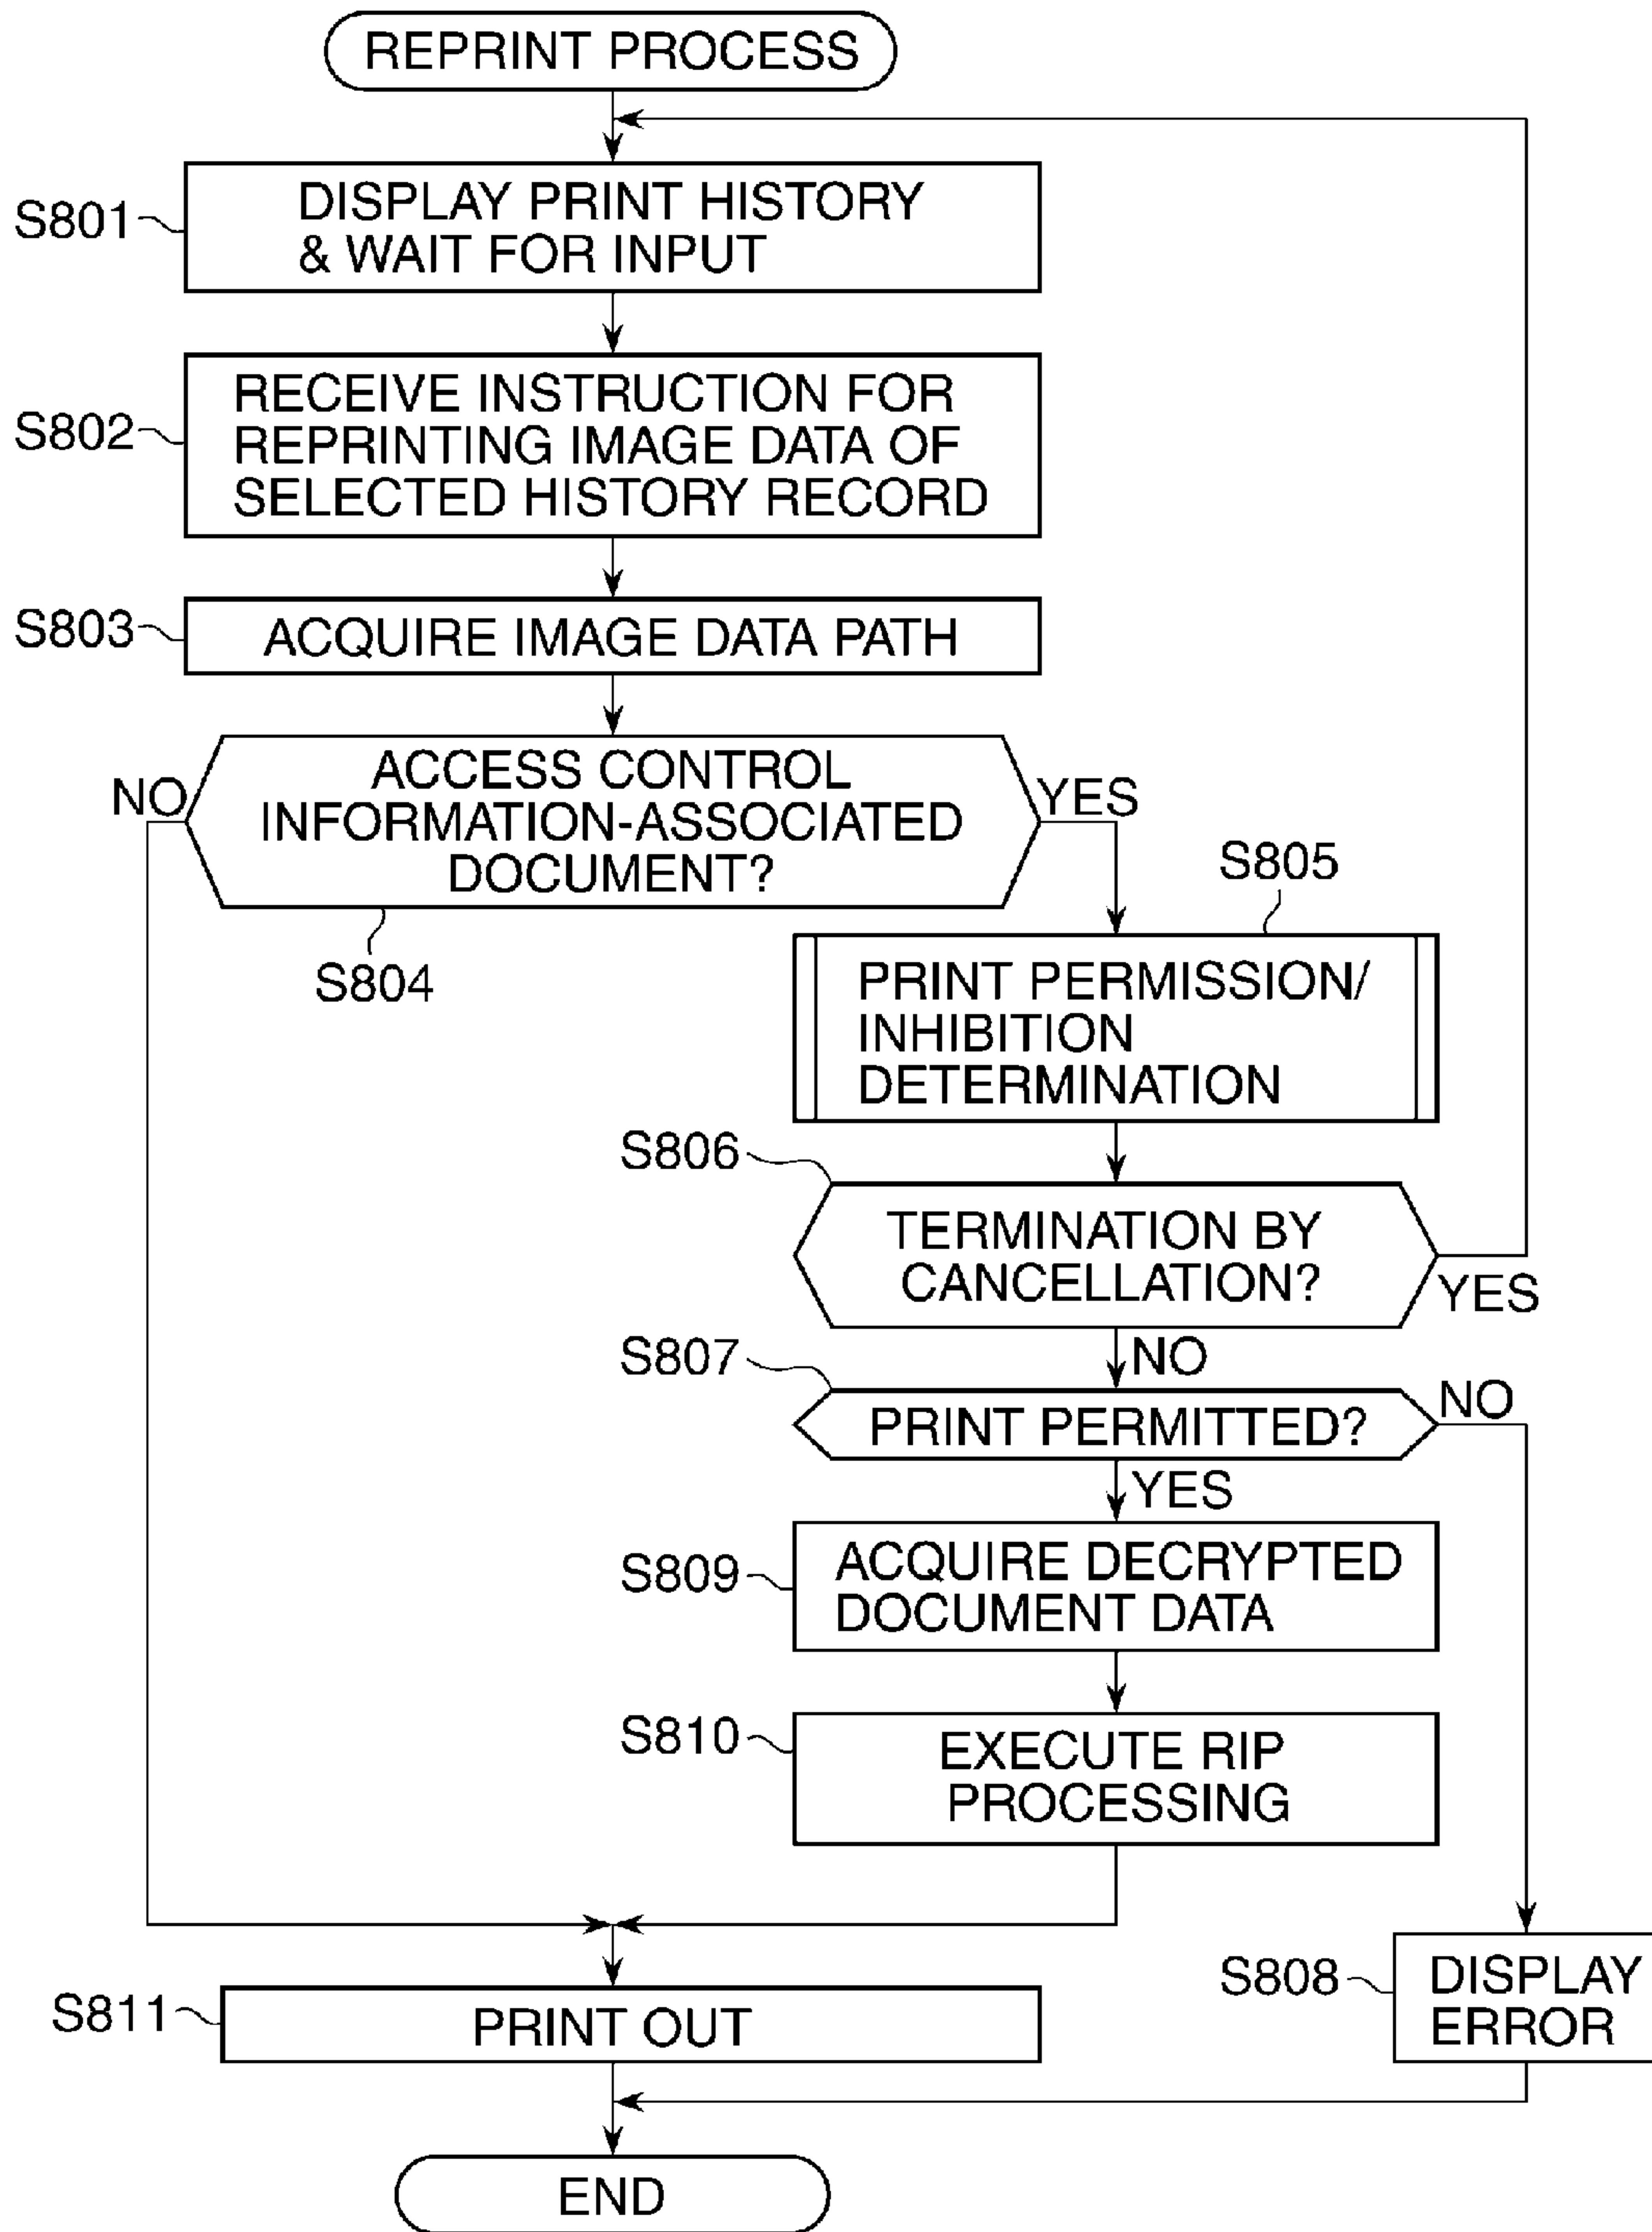 REPRINT PROCESS
S801
DISPLAY PRINT HISTORY
& WAIT FOR INPUT
S802
RECEIVE INSTRUCTION FOR
REPRINTING IMAGE DATA OF
SELECTED HISTORY RECORD
S803
ACQUIRE IMAGE DATA PATH
NO
ACCESS CONTROL
INFORMATION-ASSOCIATED
DOCUMENT?
YES
S804
S805
PRINT PERMISSION/
INHIBITION
DETERMINATION
S806
TERMINATION BY
CANCELLATION?
YES
NO
S807
PRINT PERMITTED?
NO
YES
S809
ACQUIRE DECRYPTED
DOCUMENT DATA
S810
EXECUTE RIP
PROCESSING
S808
DISPLAY
ERROR
S811
PRINT OUT
END